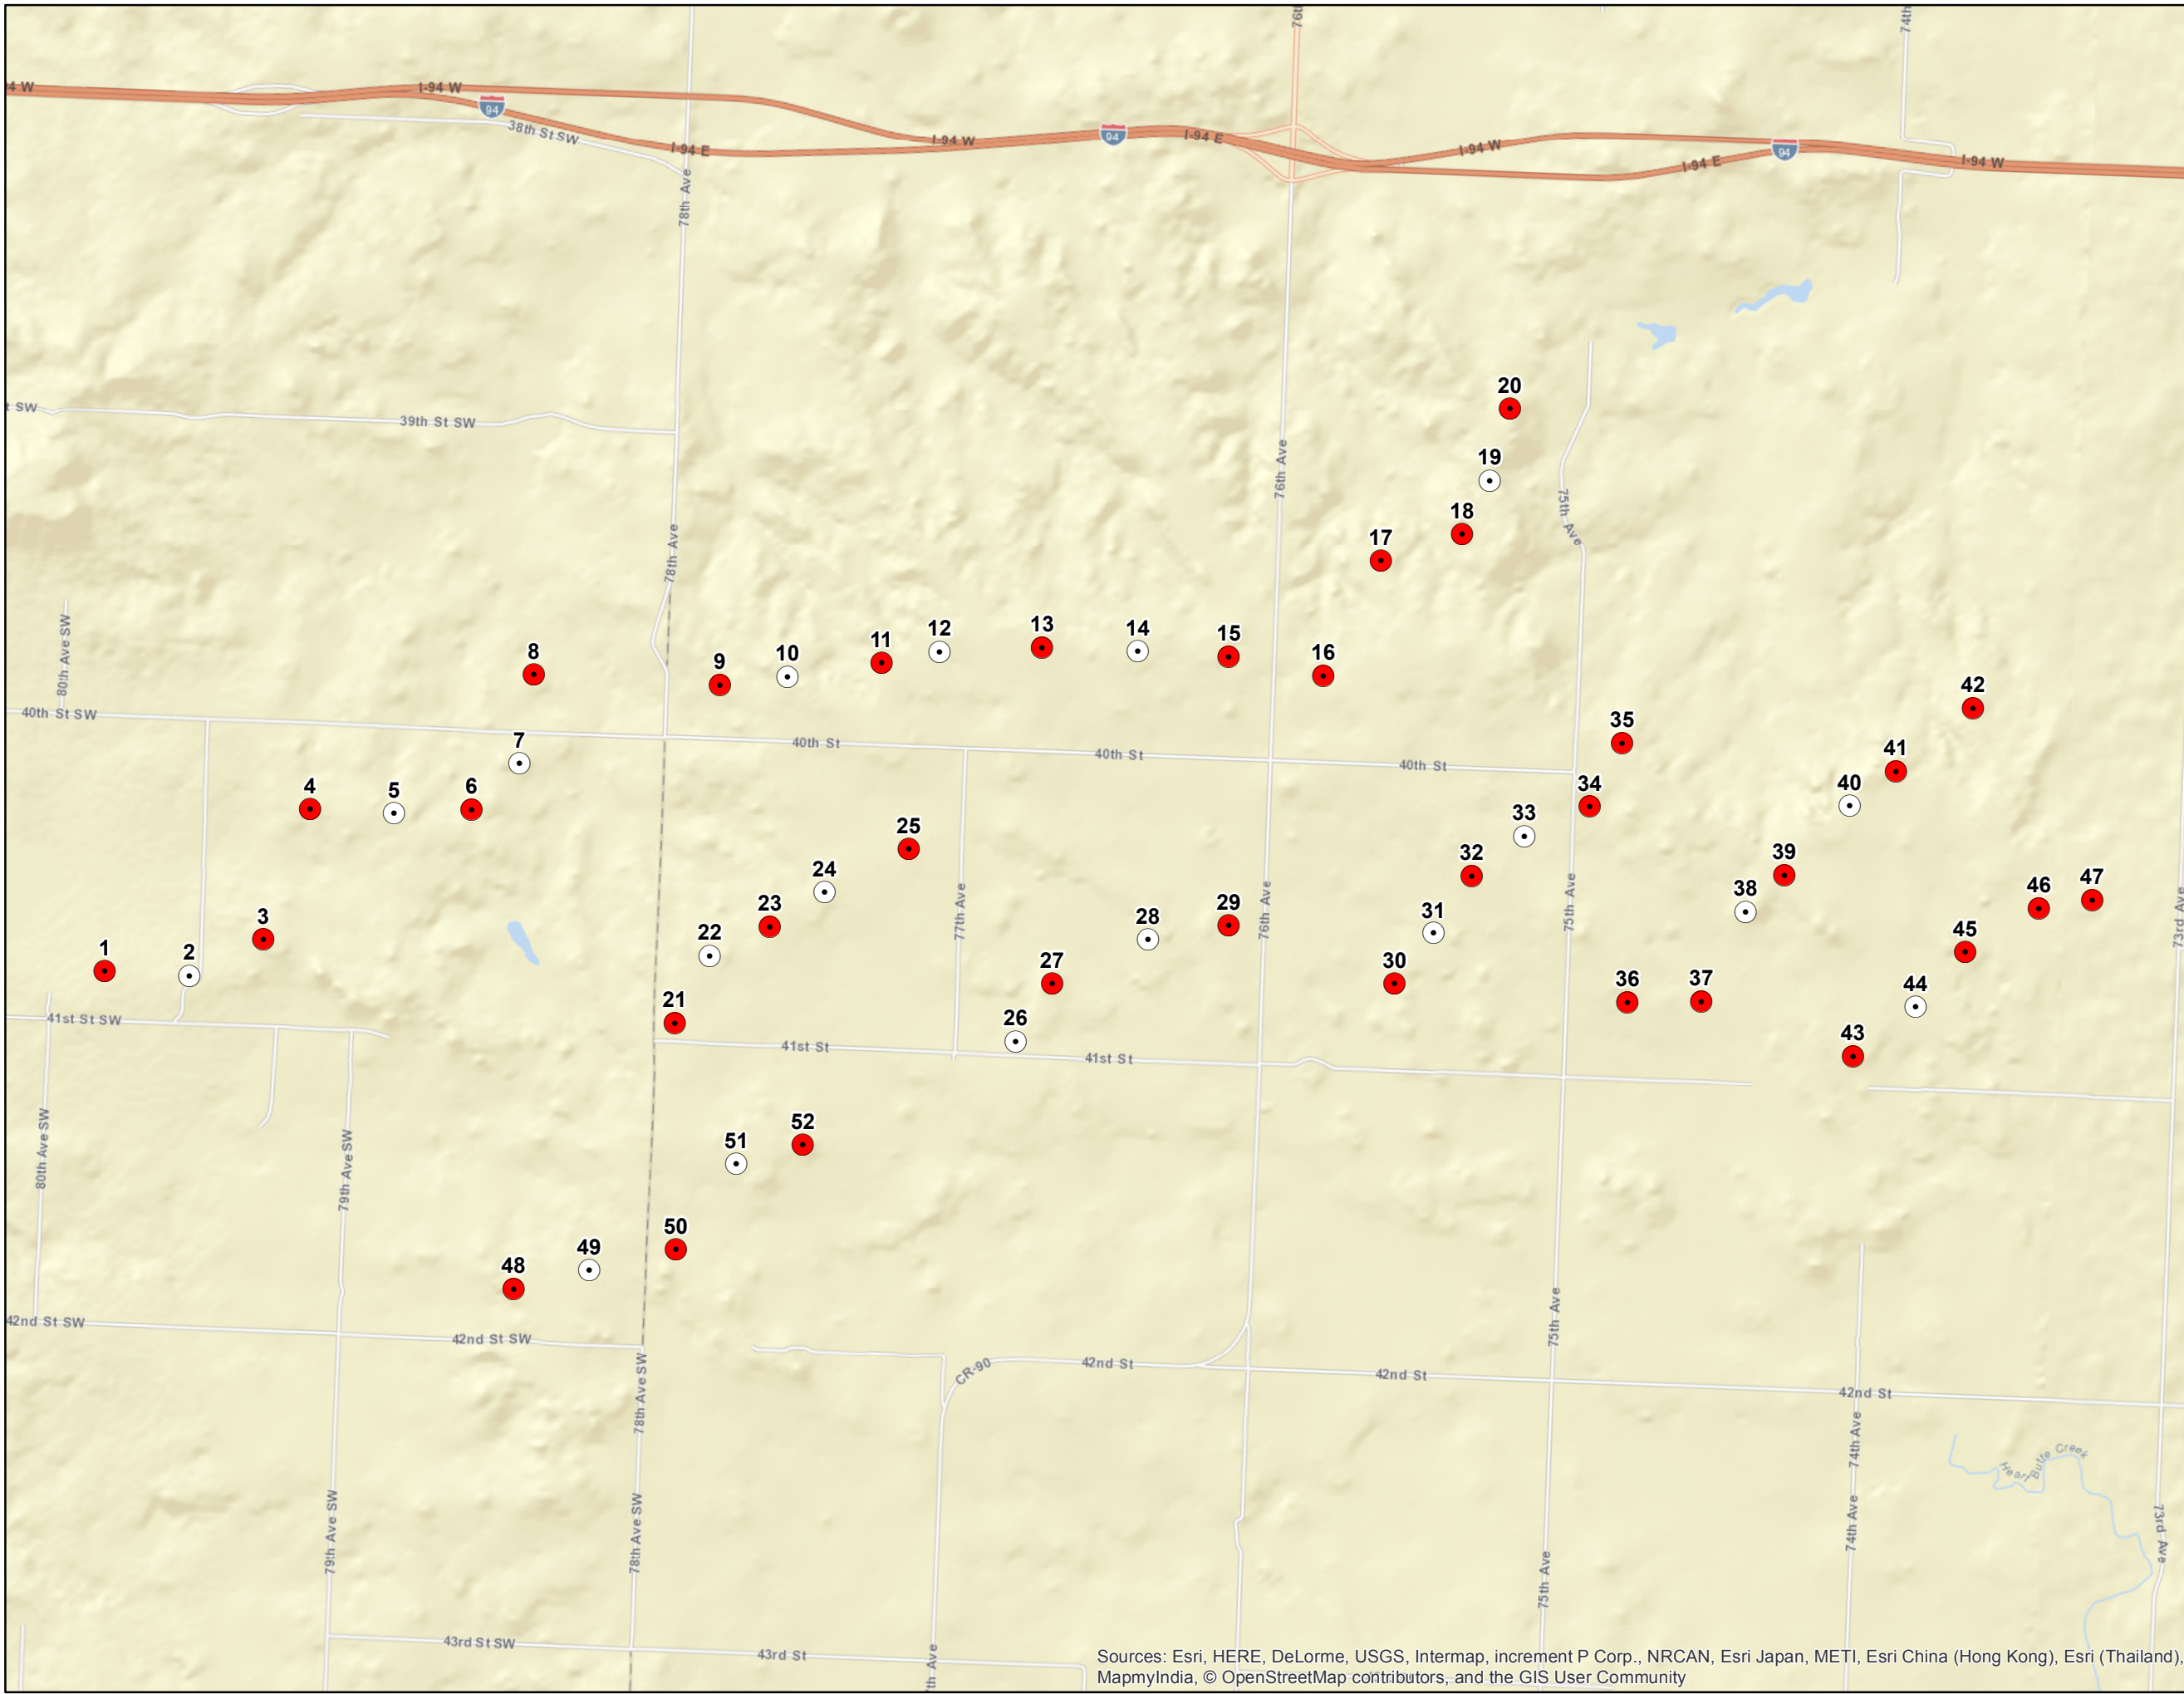 76t
74th
4 W
I-94 W
94
38th St SW
I-94 E
I-94 W
94
I-94 E
I-94 W
I-94 E
94
I-94 W
78th Ave
20
t SW
39th St SW
76th Ave
19
75th Ave
18
17
78th Ave
80th Ave SW
8
9
10
11
12
13
14
15
16
42
40th St SW
35
7
40th St
40th St
40th St
41
4
5
6
34
40
33
25
24
32
39
38
46
47
23
77th Ave
76th Ave
75th Ave
73rd Ave
3
22
28
29
31
45
1
2
27
30
36
37
44
21
26
41st St SW
41st St
41st St
43
80th Ave SW
79th Ave SW
51
52
50
49
48
42nd St SW
42nd St SW
75th Ave
78th Ave SW
CR-90
42nd St
42nd St
42nd St
74th Ave
Heart Butte Creek
79th Ave SW
78th Ave SW
74th Ave
73rd Ave
75th Ave
43rd St SW
43rd St
7th Ave
Sources: Esri, HERE, DeLorme, USGS, Intermap, increment P Corp., NRCAN, Esri Japan, METI, Esri China (Hong Kong), Esri (Thailand),
MapmyIndia, © OpenStreetMap contributors, and the GIS User Community